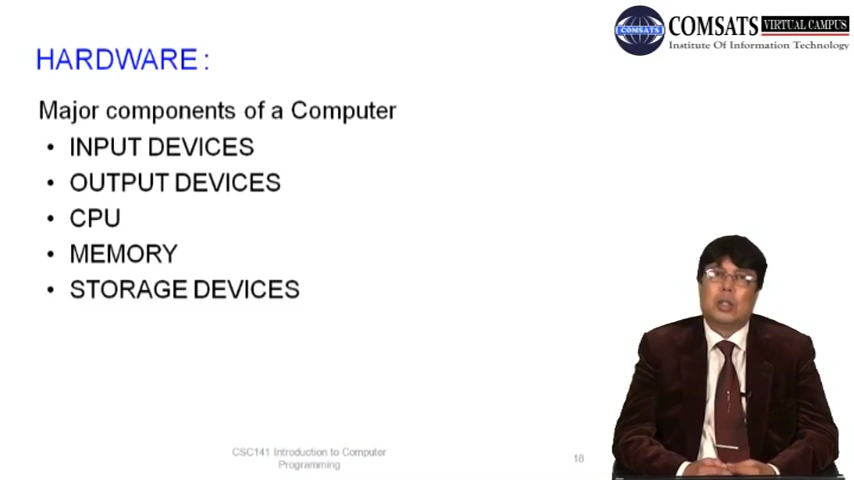 COMSATS
COMSATS VIRTUAL CAMPUS
Institute Of Information Technology
HARDWARE :
Major components of a Computer
• INPUT DEVICES
• OUTPUT DEVICES
• CPU
• MEMORY
• STORAGE DEVICES
CSC141 Introduction to Computer
Programming
18